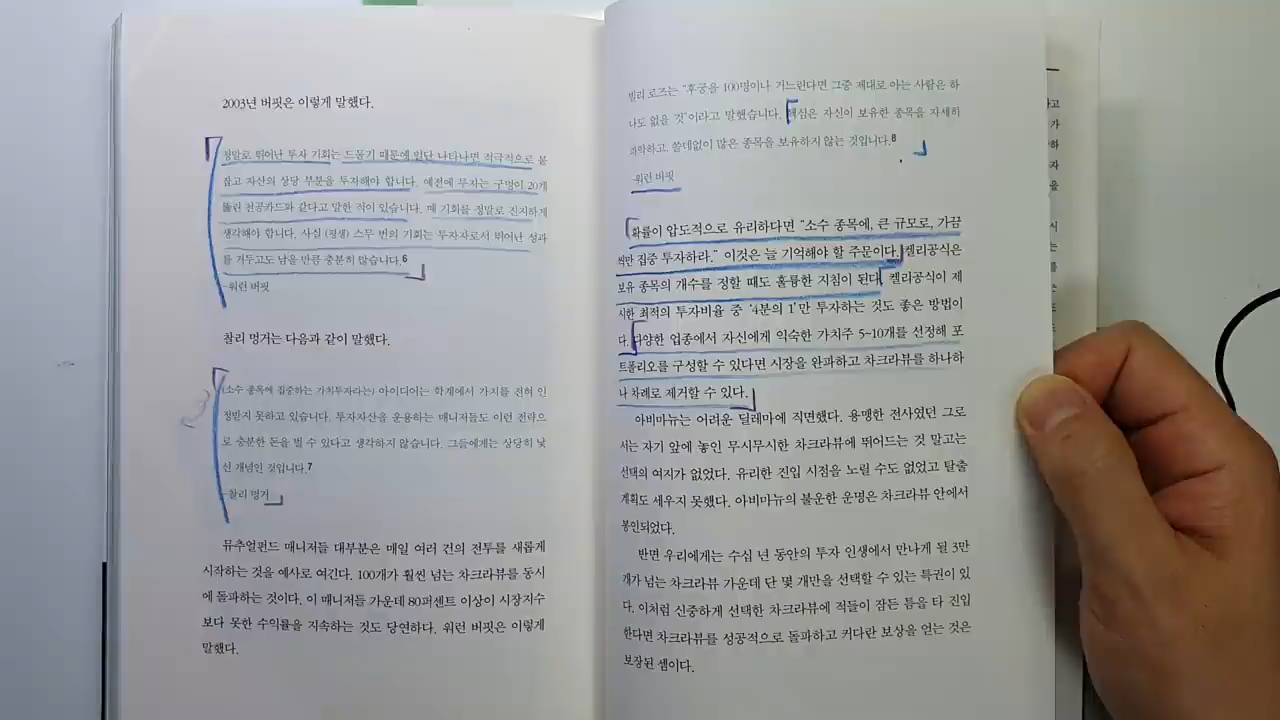 2003년 버핏은 이렇게 말했다.
정말로 뛰어난 투자 기회는 드물기 때문에 일단 나타나면 적극적으로 붙
잡고 자산의 상당 부분을 투자해야 합니다. 예전에 투자는 구멍이 20개
뚫린 천공카드와 같다고 말한 적이 있습니다. 매 기회를 정말로 진지하게
생각해야 합니다. 사실 (평생) 스무 번의 기회는 투자자로서 뛰어난 성과
를 거두고도 남을 만큼 충분히 많습니다.6
-워런 버핏
찰리 멍거는 다음과 같이 말했다.
(소수 종목에 집중하는 가치투자라는) 아이디어는 학계에서 가치를 전혀 인
정받지 못하고 있습니다. 투자자산을 운용하는 매니저들도 이런 전략으
로 충분한 돈을 벌 수 있다고 생각하지 않습니다. 그들에게는 상당히 낯
선 개념인 것입니다.7
-찰리 멍거
뮤추얼펀드 매니저들 대부분은 매일 여러 건의 전투를 새롭게
시작하는 것을 예사로 여긴다. 100개가 훨씬 넘는 차크라뷰를 동시
에 돌파하는 것이다. 이 매니저들 가운데 80퍼센트 이상이 시장지수
보다 못한 수익률을 지속하는 것도 당연하다. 워런 버핏은 이렇게
말했다.
빌리 로즈는 “후궁을 100명이나 거느린다면 그중 제대로 아는 사람은 하
나도 없을 것”이라고 말했습니다. 핵심은 자신이 보유한 종목을 자세히
파악하고, 쓸데없이 많은 종목을 보유하지 않는 것입니다.8
-워런 버핏
확률이 압도적으로 유리하다면 “소수 종목에, 큰 규모로, 가끔
씩만 집중 투자하라.” 이것은 늘 기억해야 할 주문이다. 켈리공식은
보유 종목의 개수를 정할 때도 훌륭한 지침이 된다. 켈리공식이 제
시한 최적의 투자비율 중 ‘4분의 1’만 투자하는 것도 좋은 방법이
다. 다양한 업종에서 자신에게 익숙한 가치주 5~10개를 선정해 포
트폴리오를 구성할 수 있다면 시장을 완파하고 차크라뷰를 하나하
나 차례로 제거할 수 있다.
아비마뉴는 어려운 딜레마에 직면했다. 용맹한 전사였던 그로
서는 자기 앞에 놓인 무시무시한 차크라뷰에 뛰어드는 것 말고는
선택의 여지가 없었다. 유리한 진입 시점을 노릴 수도 없었고 탈출
계획도 세우지 못했다. 아비마뉴의 불운한 운명은 차크라뷰 안에서
봉인되었다.
반면 우리에게는 수십 년 동안의 투자 인생에서 만나게 될 3만
개가 넘는 차크라뷰 가운데 단 몇 개만을 선택할 수 있는 특권이 있
다. 이처럼 신중하게 선택한 차크라뷰에 적들이 잠든 틈을 타 진입
한다면 차크라뷰를 성공적으로 돌파하고 커다란 보상을 얻는 것은
보장된 셈이다.